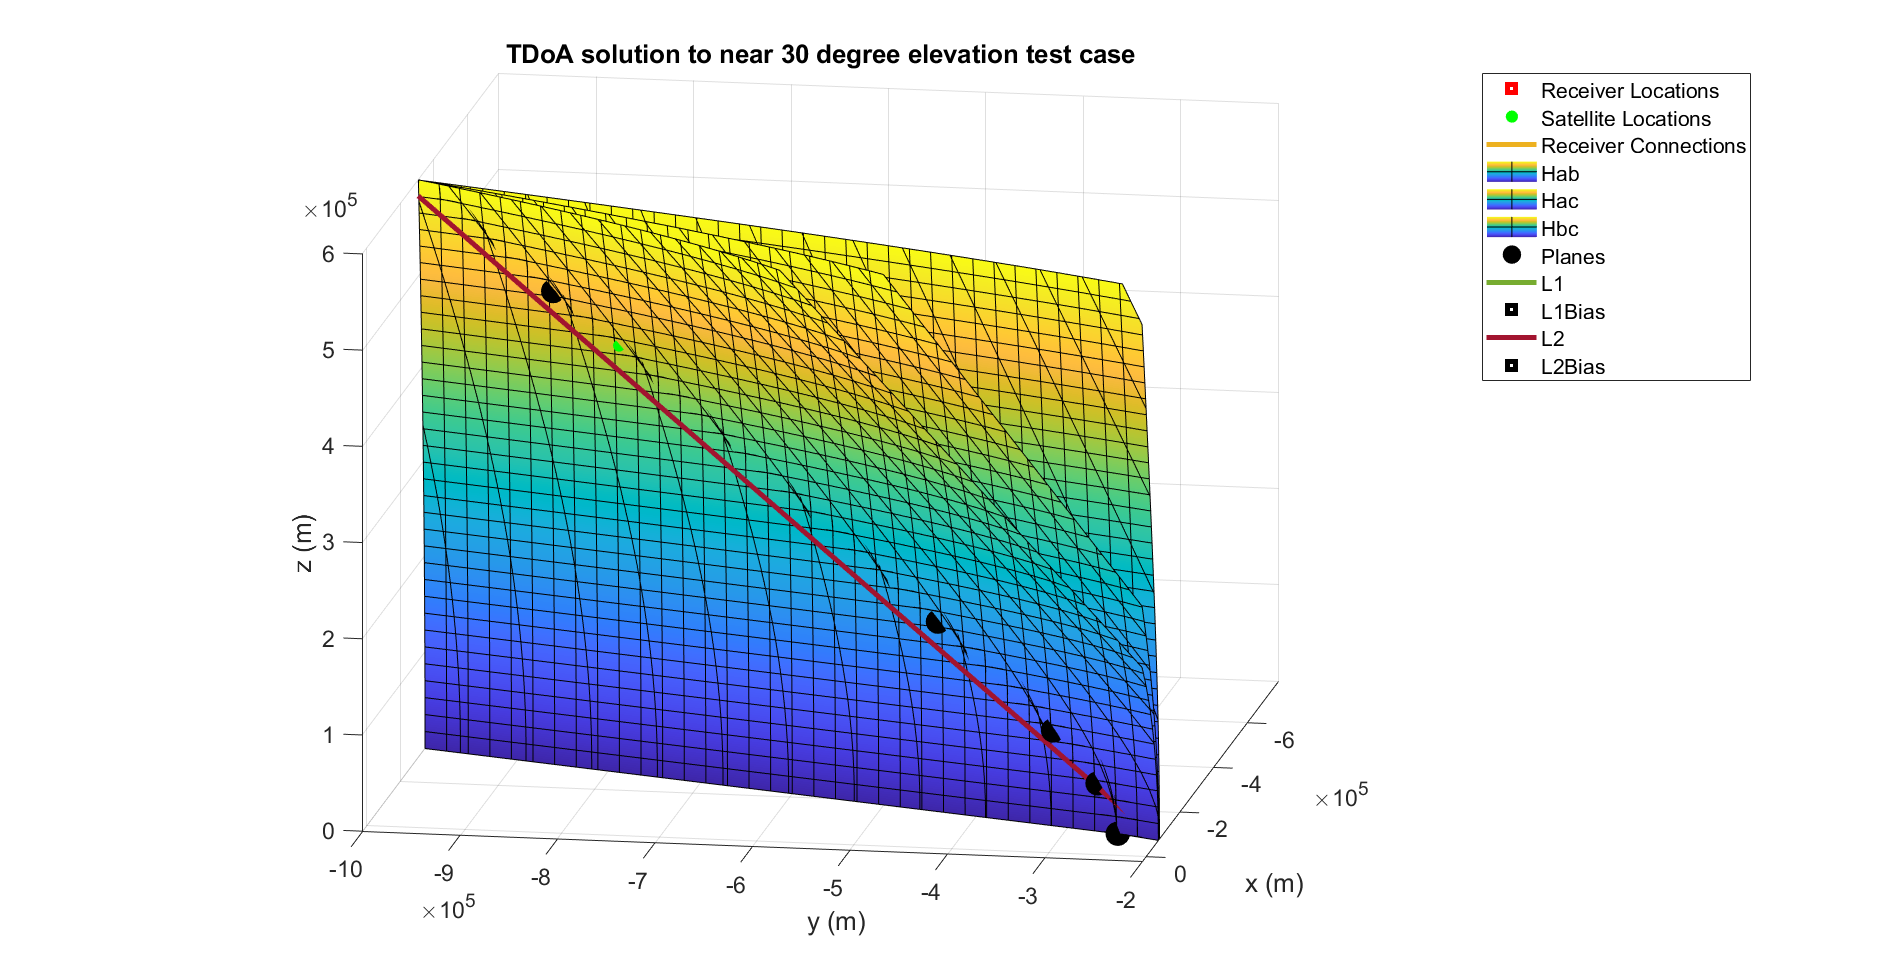 TDoA solution to near 30 degree elevation test case
×10^5
6
5
4
3
2
1
0
z (m)
-10
-9
-8
-7
-6
-5
-4
-3
-2
×10^5
y (m)
-6
-4
-2
0
×10^5
x (m)
Receiver Locations
Satellite Locations
Receiver Connections
Hab
Hac
Hbc
Planes
L1
L1Bias
L2
L2Bias